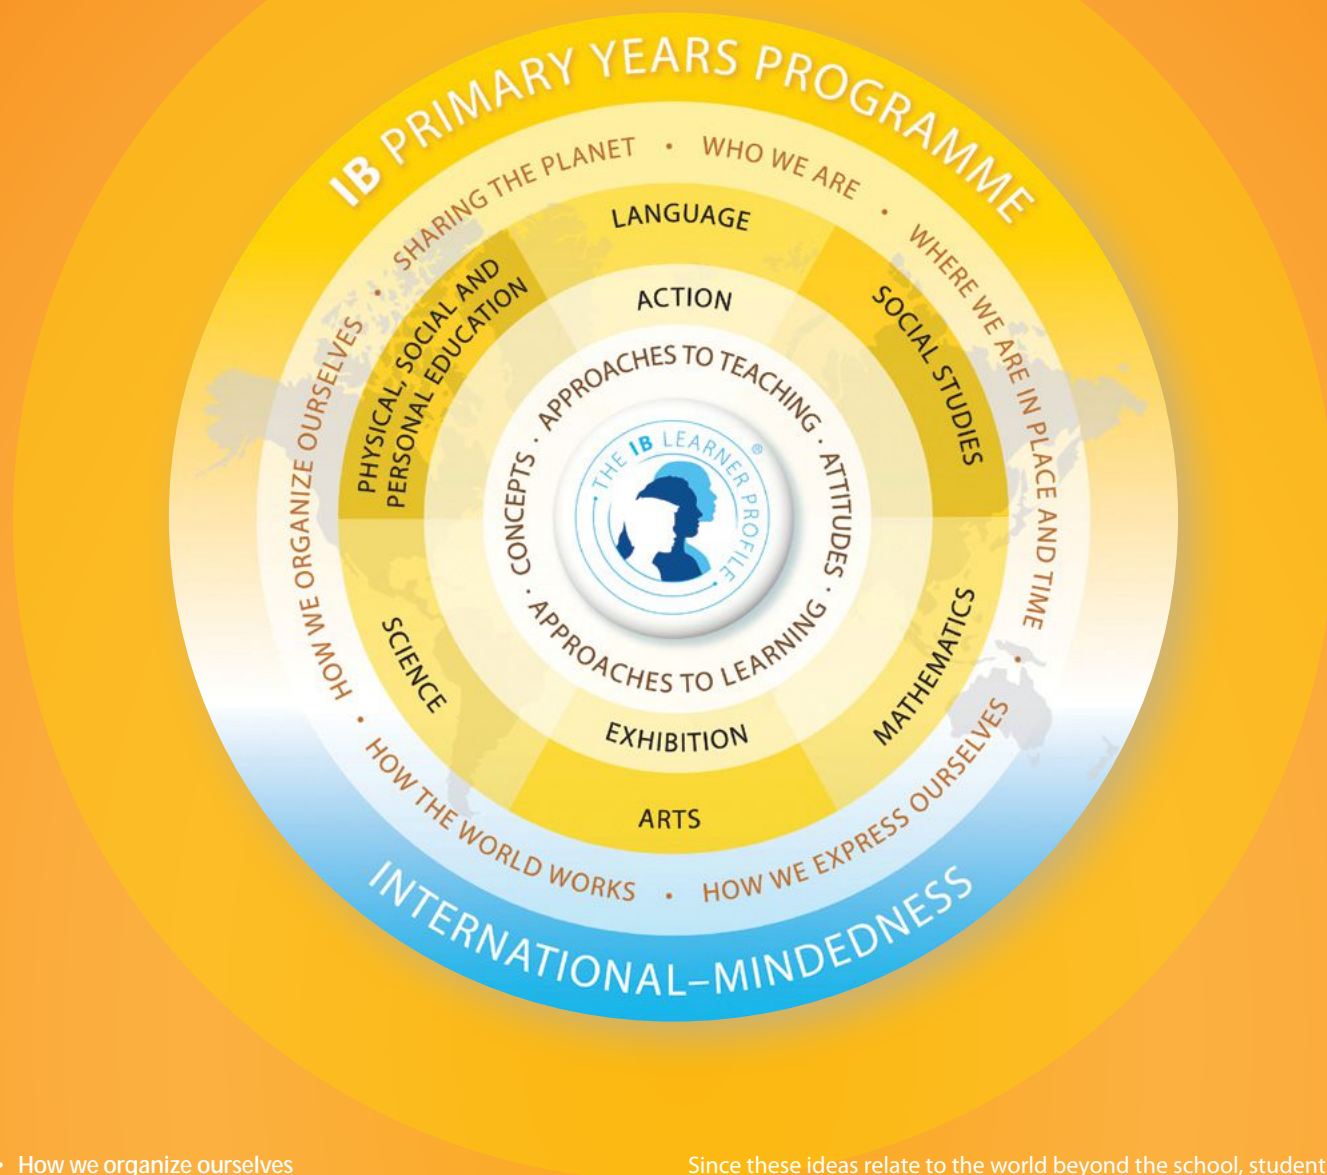 IB PRIMARY YEARS PROGRAMME
SHARING THE PLANET • WHO WE ARE • WHERE WE ARE IN PLACE AND TIME • HOW WE EXPRESS OURSELVES • HOW THE WORLD WORKS • HOW WE ORGANIZE OURSELVES •
LANGUAGE
SOCIAL STUDIES
MATHEMATICS
ARTS
SCIENCE
PHYSICAL, SOCIAL AND
PERSONAL EDUCATION
ACTION
EXHIBITION
APPROACHES TO TEACHING · ATTITUDES · APPROACHES TO LEARNING · CONCEPTS ·
• THE IB LEARNER PROFILE • ®
INTERNATIONAL–MINDEDNESS
• How we organize ourselves
Since these ideas relate to the world beyond the school, student